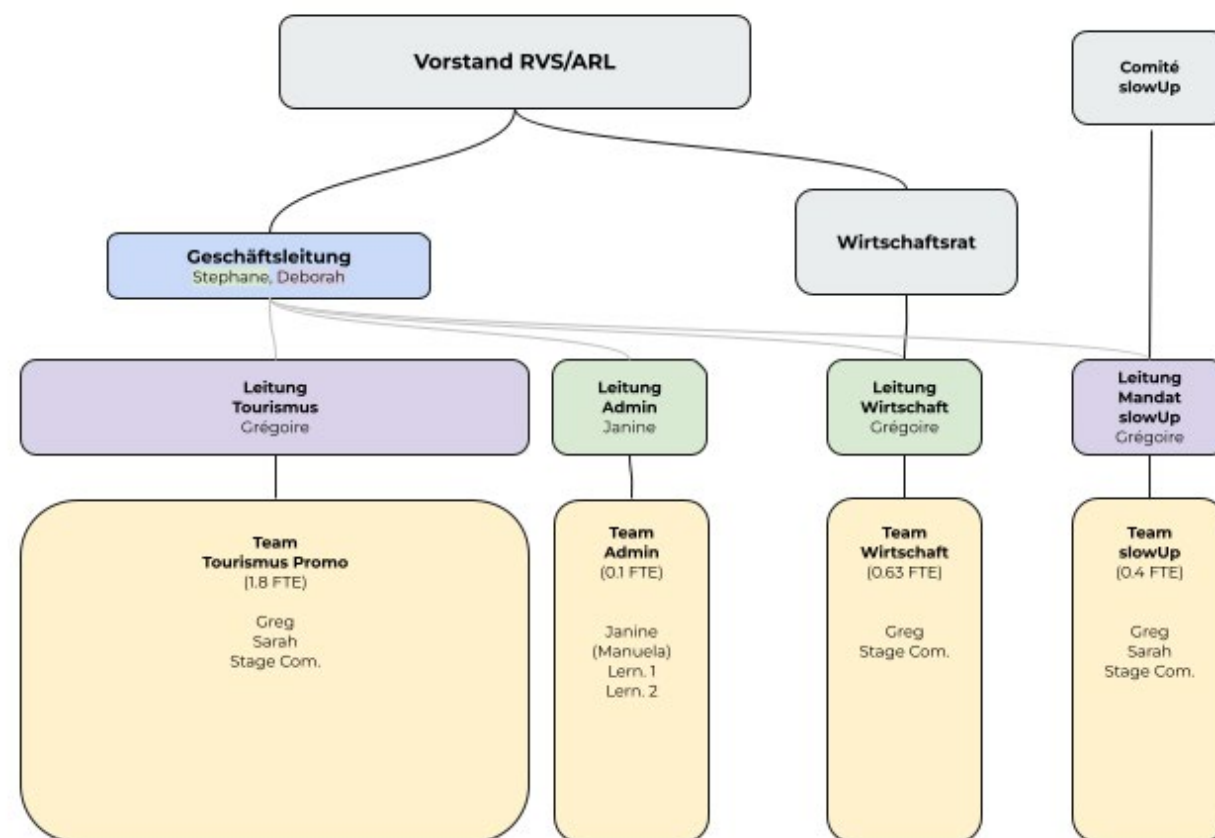 Vorstand RVS/ARL
Comité
slowUp
Wirtschaftsrat
Geschäftsleitung
Stephane, Deborah
Leitung
Tourismus
Grégoire
Leitung
Admin
Janine
Leitung
Wirtschaft
Grégoire
Leitung
Mandat
slowUp
Grégoire
Team
Tourismus Promo
(1.8 FTE)
Greg
Sarah
Stage Com.
Team
Admin
(0.1 FTE)
Janine
(Manuela)
Lern. 1
Lern. 2
Team
Wirtschaft
(0.63 FTE)
Greg
Stage Com.
Team
slowUp
(0.4 FTE)
Greg
Sarah
Stage Com.